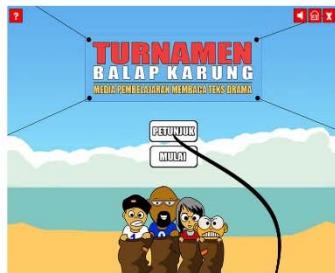 ?
X
TURNAMEN
BALAP KARUNG
MEDIA PEMBELAJARAN MEMBACA TEKS DRAMA
PETUNJUK
MULAI